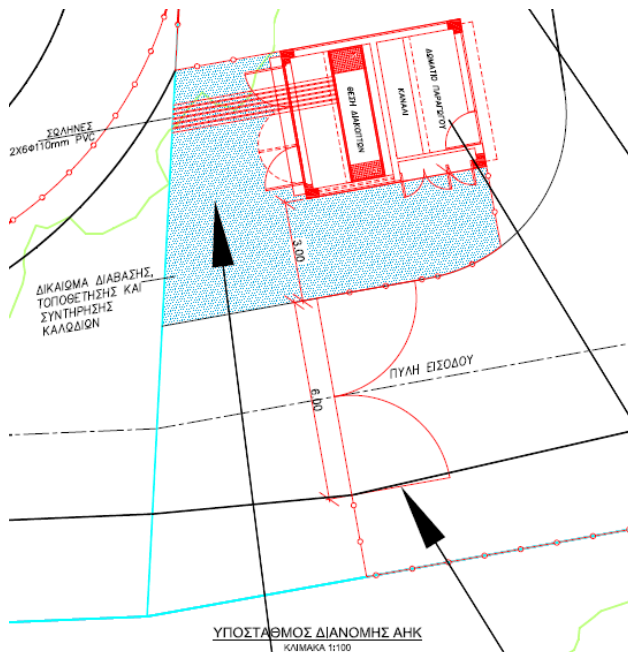 ΔΩΜΑΤΙΟ ΠΑΡΑΓΩΓΟΥ
ΚΑΝΑΛΙ
ΘΕΣΗ ΔΙΑΚΟΠΤΩΝ
ΣΩΛΗΝΕΣ
2Χ6Φ110mm PVC
3.00
ΔΙΚΑΙΩΜΑ ΔΙΑΒΑΣΗΣ,
ΤΟΠΟΘΕΤΗΣΗΣ ΚΑΙ
ΣΥΝΤΗΡΗΣΗΣ
ΚΑΛΩΔΙΩΝ
ΠΥΛΗ ΕΙΣΟΔΟΥ
6.00
ΥΠΟΣΤΑΘΜΟΣ ΔΙΑΝΟΜΗΣ ΑΗΚ
ΚΛΙΜΑΚΑ 1:100